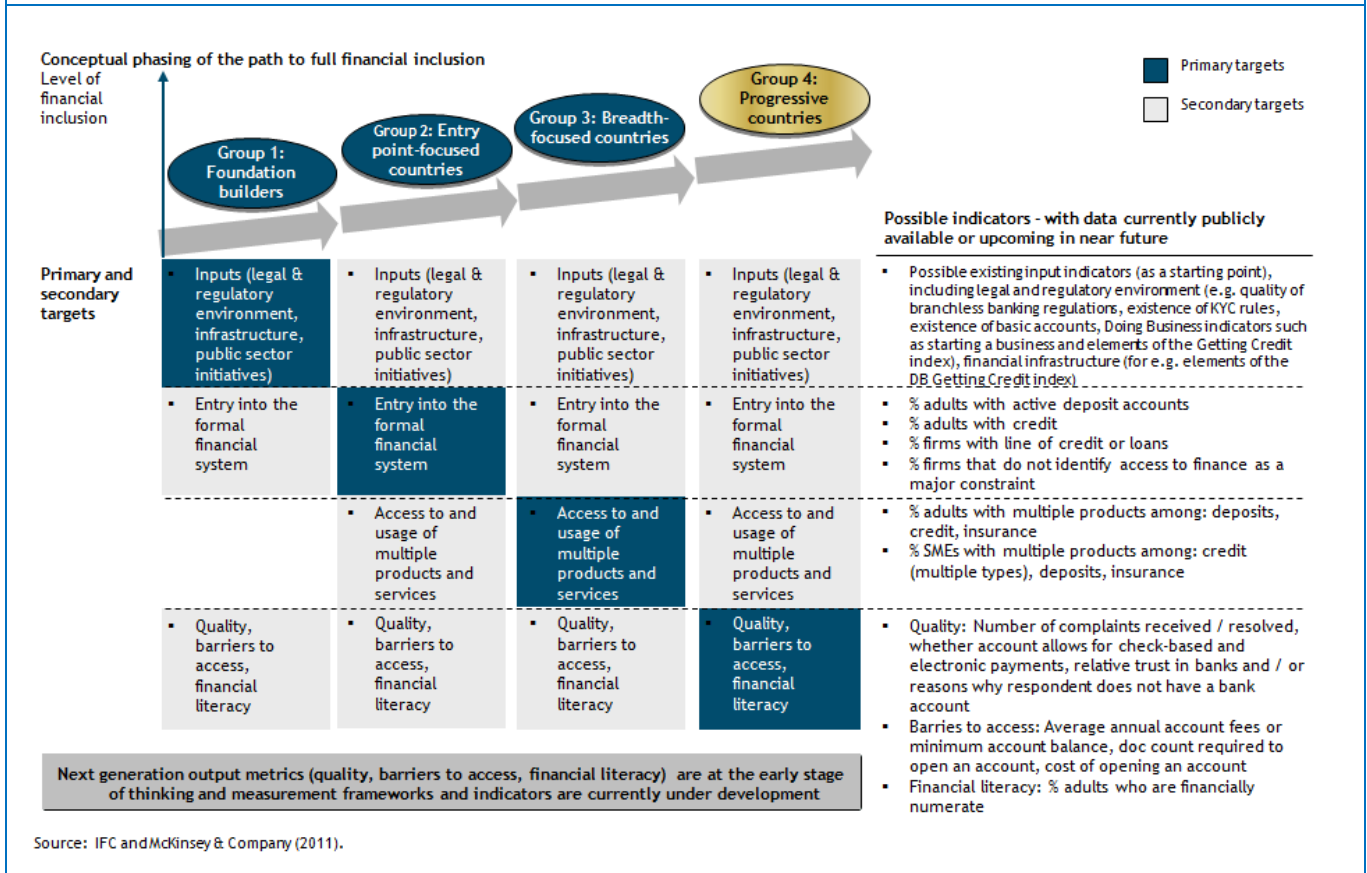 Conceptual phasing of the path to full financial inclusion
Level of
financial
inclusion
Group 1:
Foundation
builders
Group 2: Entry
point-focused
countries
Group 3: Breadth-
focused countries
Group 4:
Progressive
countries
Primary targets
Secondary targets
Possible indicators - with data currently publicly
available or upcoming in near future
Primary and
secondary
targets
▪ Inputs (legal &
regulatory
environment,
infrastructure,
public sector
initiatives)
▪ Inputs (legal &
regulatory
environment,
infrastructure,
public sector
initiatives)
▪ Inputs (legal &
regulatory
environment,
infrastructure,
public sector
initiatives)
▪ Inputs (legal &
regulatory
environment,
infrastructure,
public sector
initiatives)
▪ Possible existing input indicators (as a starting point),
including legal and regulatory environment (e.g. quality of
branchless banking regulations, existence of KYC rules,
existence of basic accounts, Doing Business indicators such
as starting a business and elements of the Getting Credit
index), financial infrastructure (for e.g. elements of the
DB Getting Credit index)
▪ Entry into the
formal
financial
system
▪ Entry into the
formal
financial
system
▪ Entry into the
formal
financial
system
▪ Entry into the
formal
financial
system
▪ % adults with active deposit accounts
▪ % adults with credit
▪ % firms with line of credit or loans
▪ % firms that do not identify access to finance as a
major constraint
▪ Access to and
usage of
multiple
products and
services
▪ Access to and
usage of
multiple
products and
services
▪ Access to and
usage of
multiple
products and
services
▪ % adults with multiple products among: deposits,
credit, insurance
▪ % SMEs with multiple products among: credit
(multiple types), deposits, insurance
▪ Quality,
barriers to
access,
financial
literacy
▪ Quality,
barriers to
access,
financial
literacy
▪ Quality,
barriers to
access,
financial
literacy
▪ Quality,
barriers to
access,
financial
literacy
▪ Quality: Number of complaints received / resolved,
whether account allows for check-based and
electronic payments, relative trust in banks and / or
reasons why respondent does not have a bank
account
▪ Barries to access: Average annual account fees or
minimum account balance, doc count required to
open an account, cost of opening an account
▪ Financial literacy: % adults who are financially
numerate
Next generation output metrics (quality, barriers to access, financial literacy) are at the early stage
of thinking and measurement frameworks and indicators are currently under development
Source: IFC and McKinsey & Company (2011).